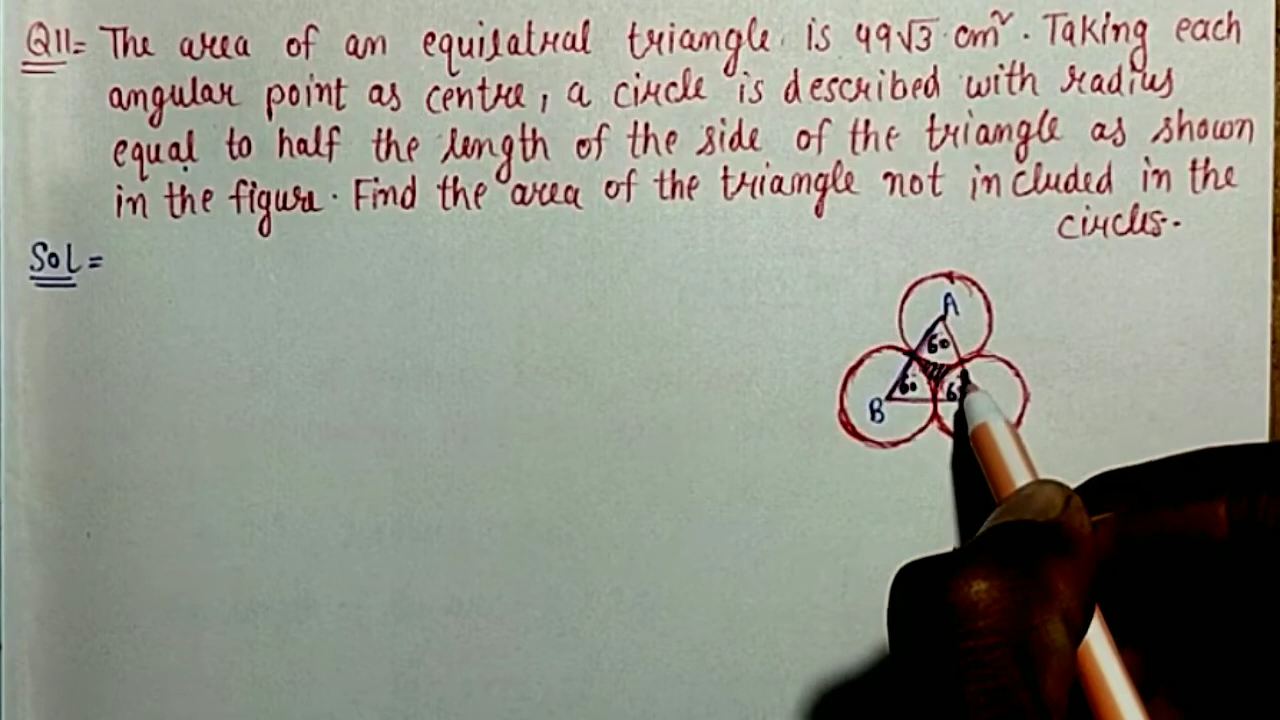 Q11= The area of an equilatral triangle is 49√3 cm². Taking each
angular point as centre, a circle is described with radius
equal to half the length of the side of the triangle as shown
in the figure. Find the area of the triangle not included in the
circles.
Sol=
A
60
60
B